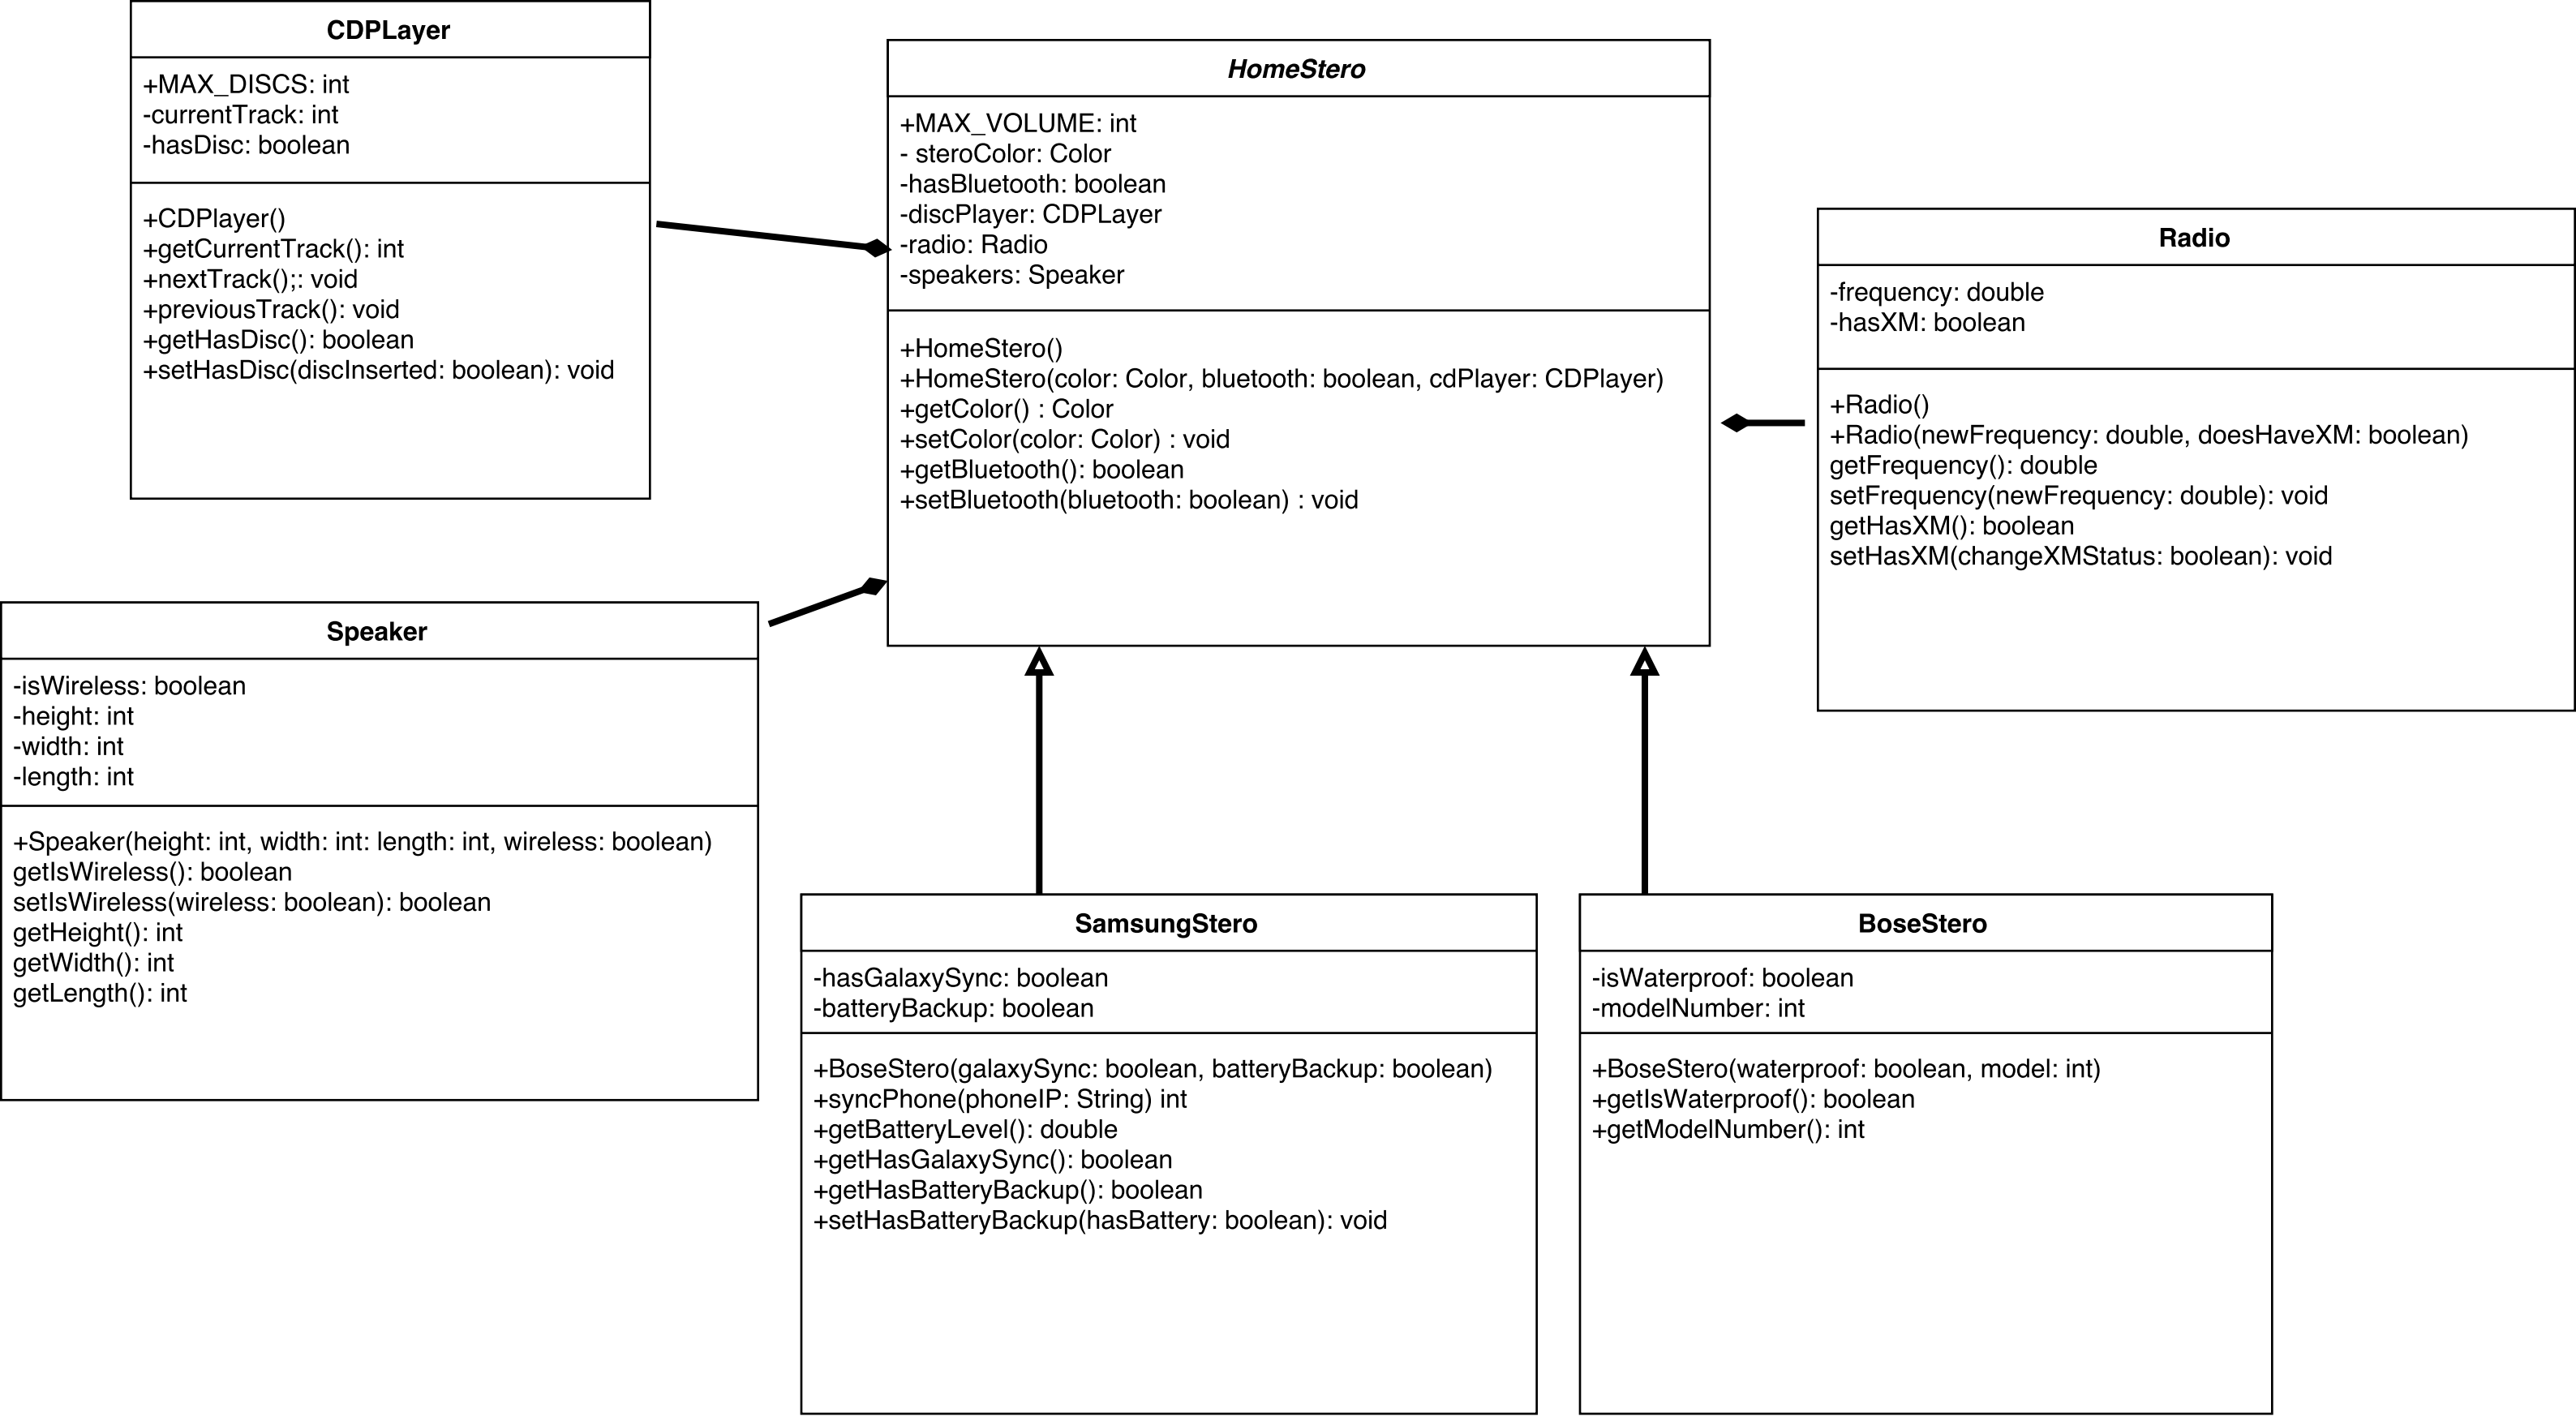 CDPLayer
+MAX_DISCS: int
-currentTrack: int
-hasDisc: boolean
+CDPlayer()
+getCurrentTrack(): int
+nextTrack();: void
+previousTrack(): void
+getHasDisc(): boolean
+setHasDisc(discInserted: boolean): void
HomeStero
+MAX_VOLUME: int
- steroColor: Color
-hasBluetooth: boolean
-discPlayer: CDPLayer
-radio: Radio
-speakers: Speaker
+HomeStero()
+HomeStero(color: Color, bluetooth: boolean, cdPlayer: CDPlayer)
+getColor() : Color
+setColor(color: Color) : void
+getBluetooth(): boolean
+setBluetooth(bluetooth: boolean) : void
Radio
-frequency: double
-hasXM: boolean
+Radio()
+Radio(newFrequency: double, doesHaveXM: boolean)
getFrequency(): double
setFrequency(newFrequency: double): void
getHasXM(): boolean
setHasXM(changeXMStatus: boolean): void
Speaker
-isWireless: boolean
-height: int
-width: int
-length: int
+Speaker(height: int, width: int: length: int, wireless: boolean)
getIsWireless(): boolean
setIsWireless(wireless: boolean): boolean
getHeight(): int
getWidth(): int
getLength(): int
SamsungStero
-hasGalaxySync: boolean
-batteryBackup: boolean
+BoseStero(galaxySync: boolean, batteryBackup: boolean)
+syncPhone(phoneIP: String) int
+getBatteryLevel(): double
+getHasGalaxySync(): boolean
+getHasBatteryBackup(): boolean
+setHasBatteryBackup(hasBattery: boolean): void
BoseStero
-isWaterproof: boolean
-modelNumber: int
+BoseStero(waterproof: boolean, model: int)
+getIsWaterproof(): boolean
+getModelNumber(): int